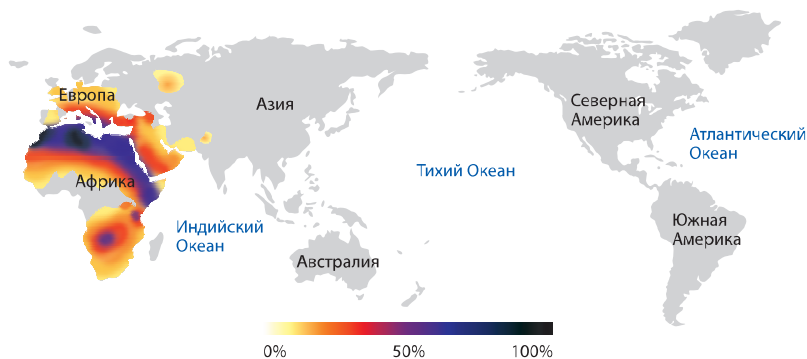 Европа
Азия
Северная
Америка
Атлантический
Океан
Тихий Океан
Африка
Индийский
Океан
Южная
Америка
Австралия
0%
50%
100%